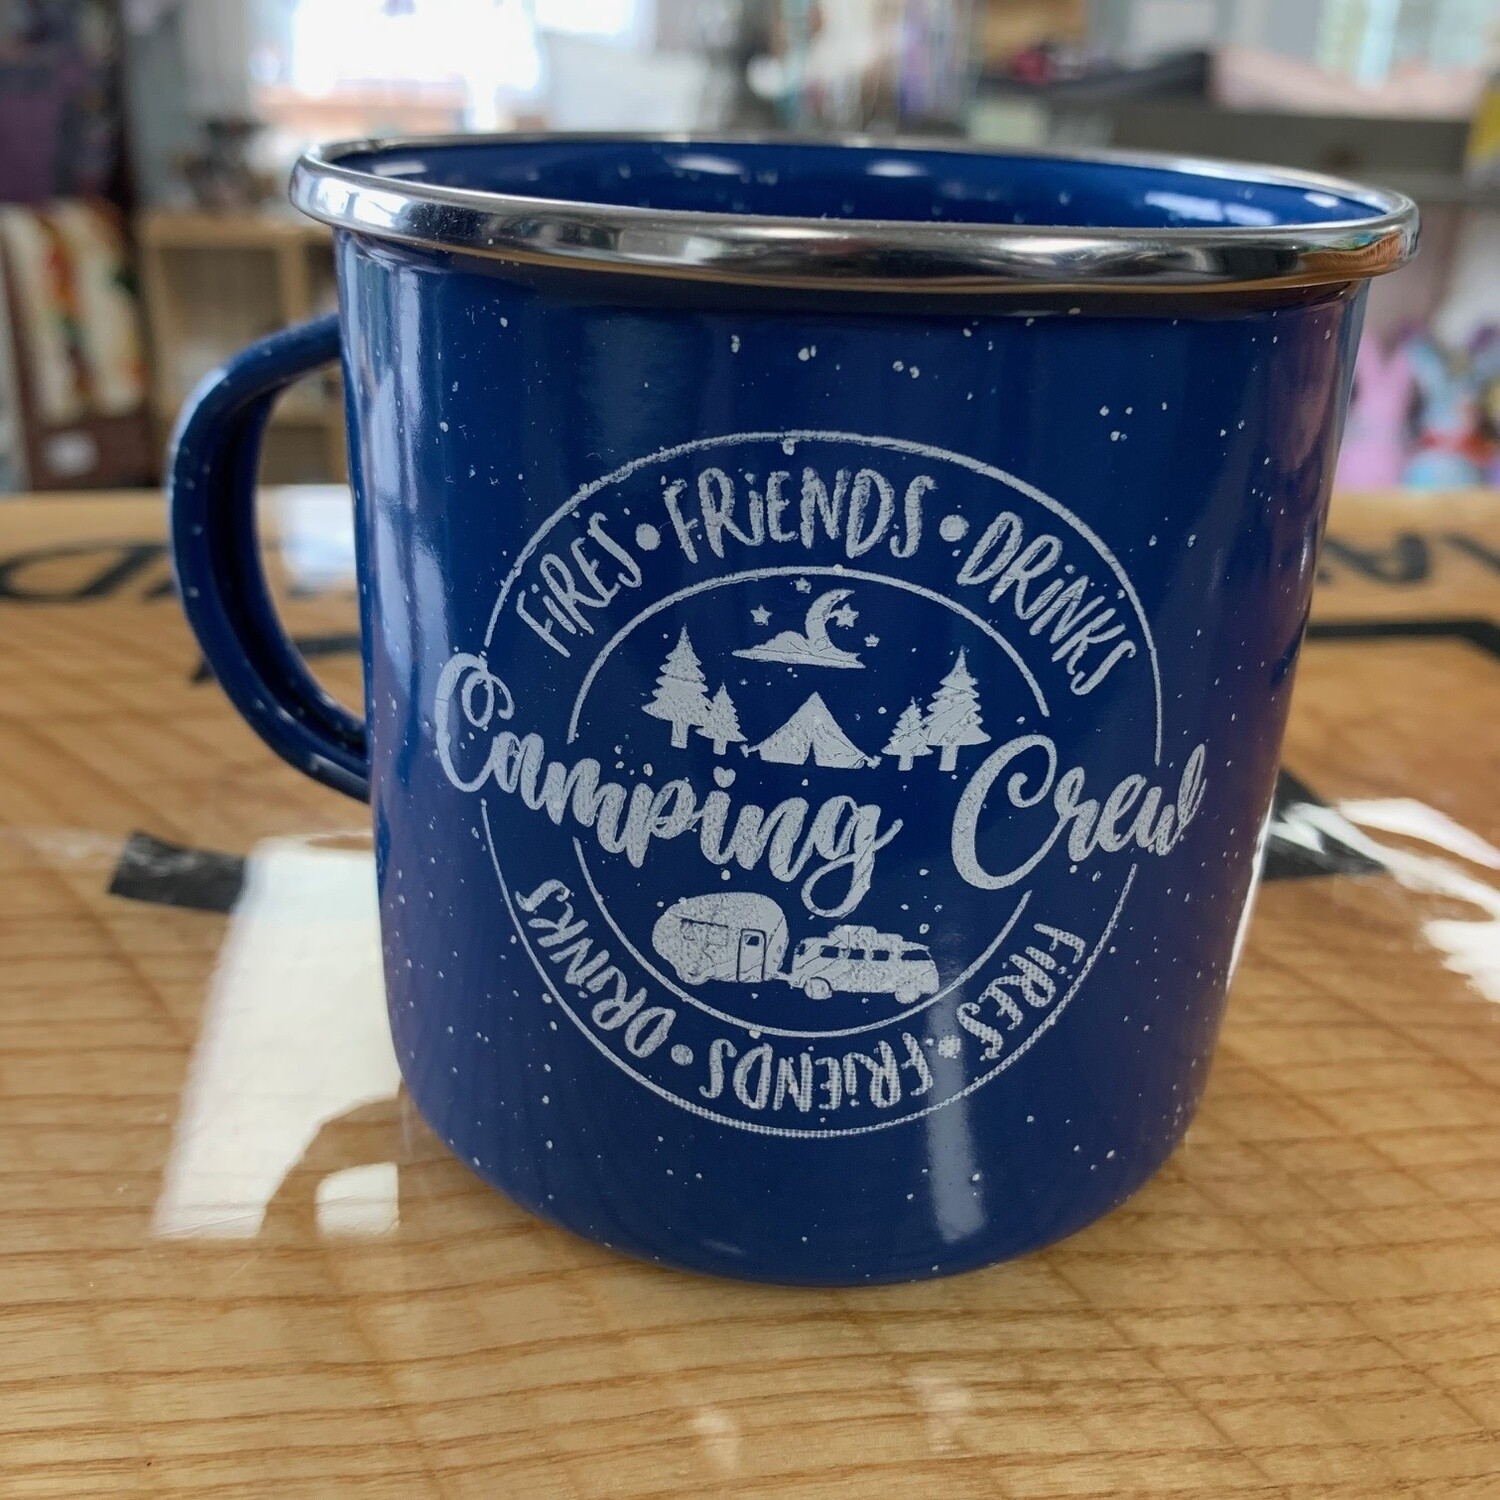 FiRES • FRiENDS • DRiNKS
Camping Crew
FiRES • FRiENDS • DRiNKS